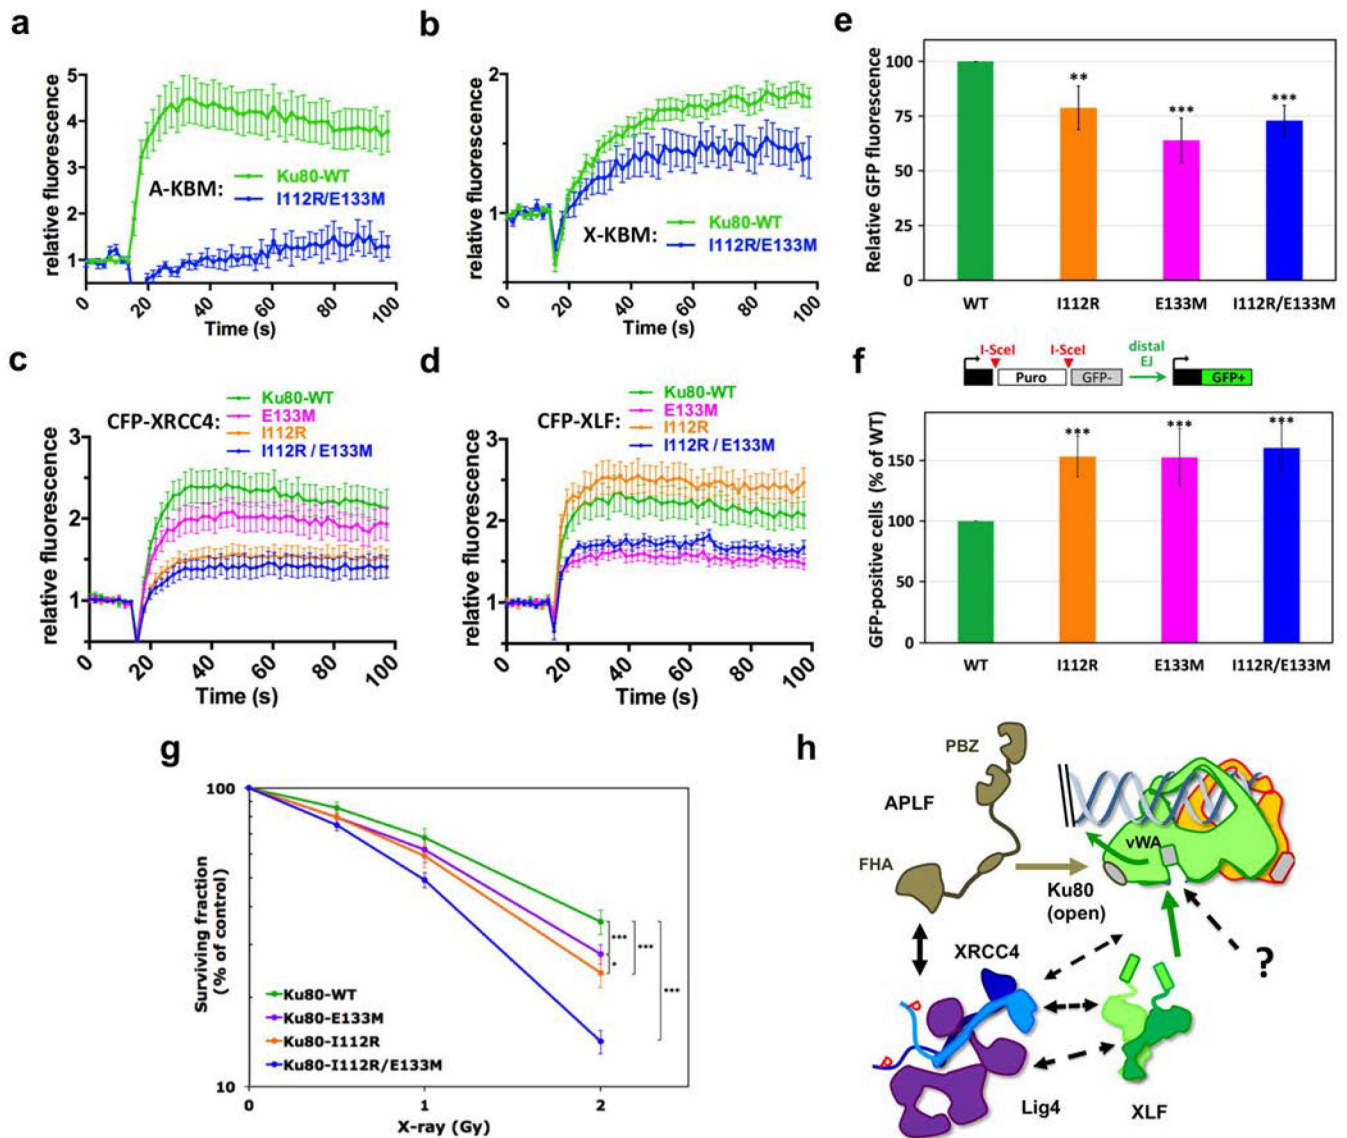 a
relative fluorescence
5
4
3
2
1
A-KBM:
Ku80-WT
I112R/E133M
0
20
40
60
80
100
Time (s)
b
relative fluorescence
2
1
X-KBM:
Ku80-WT
I112R/E133M
0
20
40
60
80
100
Time (s)
e
Relative GFP fluorescence
100
75
50
25
0
**
***
***
WT
I112R
E133M
I112R/E133M
c
CFP-XRCC4:
Ku80-WT
E133M
I112R
I112R / E133M
relative fluorescence
3
2
1
0
20
40
60
80
100
Time (s)
d
CFP-XLF:
Ku80-WT
E133M
I112R
I112R / E133M
relative fluorescence
3
2
1
0
20
40
60
80
100
Time (s)
f
I-SceI
I-SceI
distal
EJ
Puro
GFP-
GFP+
GFP-positive cells (% of WT)
150
100
50
0
***
***
***
WT
I112R
E133M
I112R/E133M
g
Surviving fraction
(% of control)
100
10
Ku80-WT
Ku80-E133M
Ku80-I112R
Ku80-I112R/E133M
***
*
***
***
0
1
2
X-ray (Gy)
h
PBZ
APLF
FHA
vWA
Ku80
(open)
XRCC4
?
P
P
Lig4
XLF